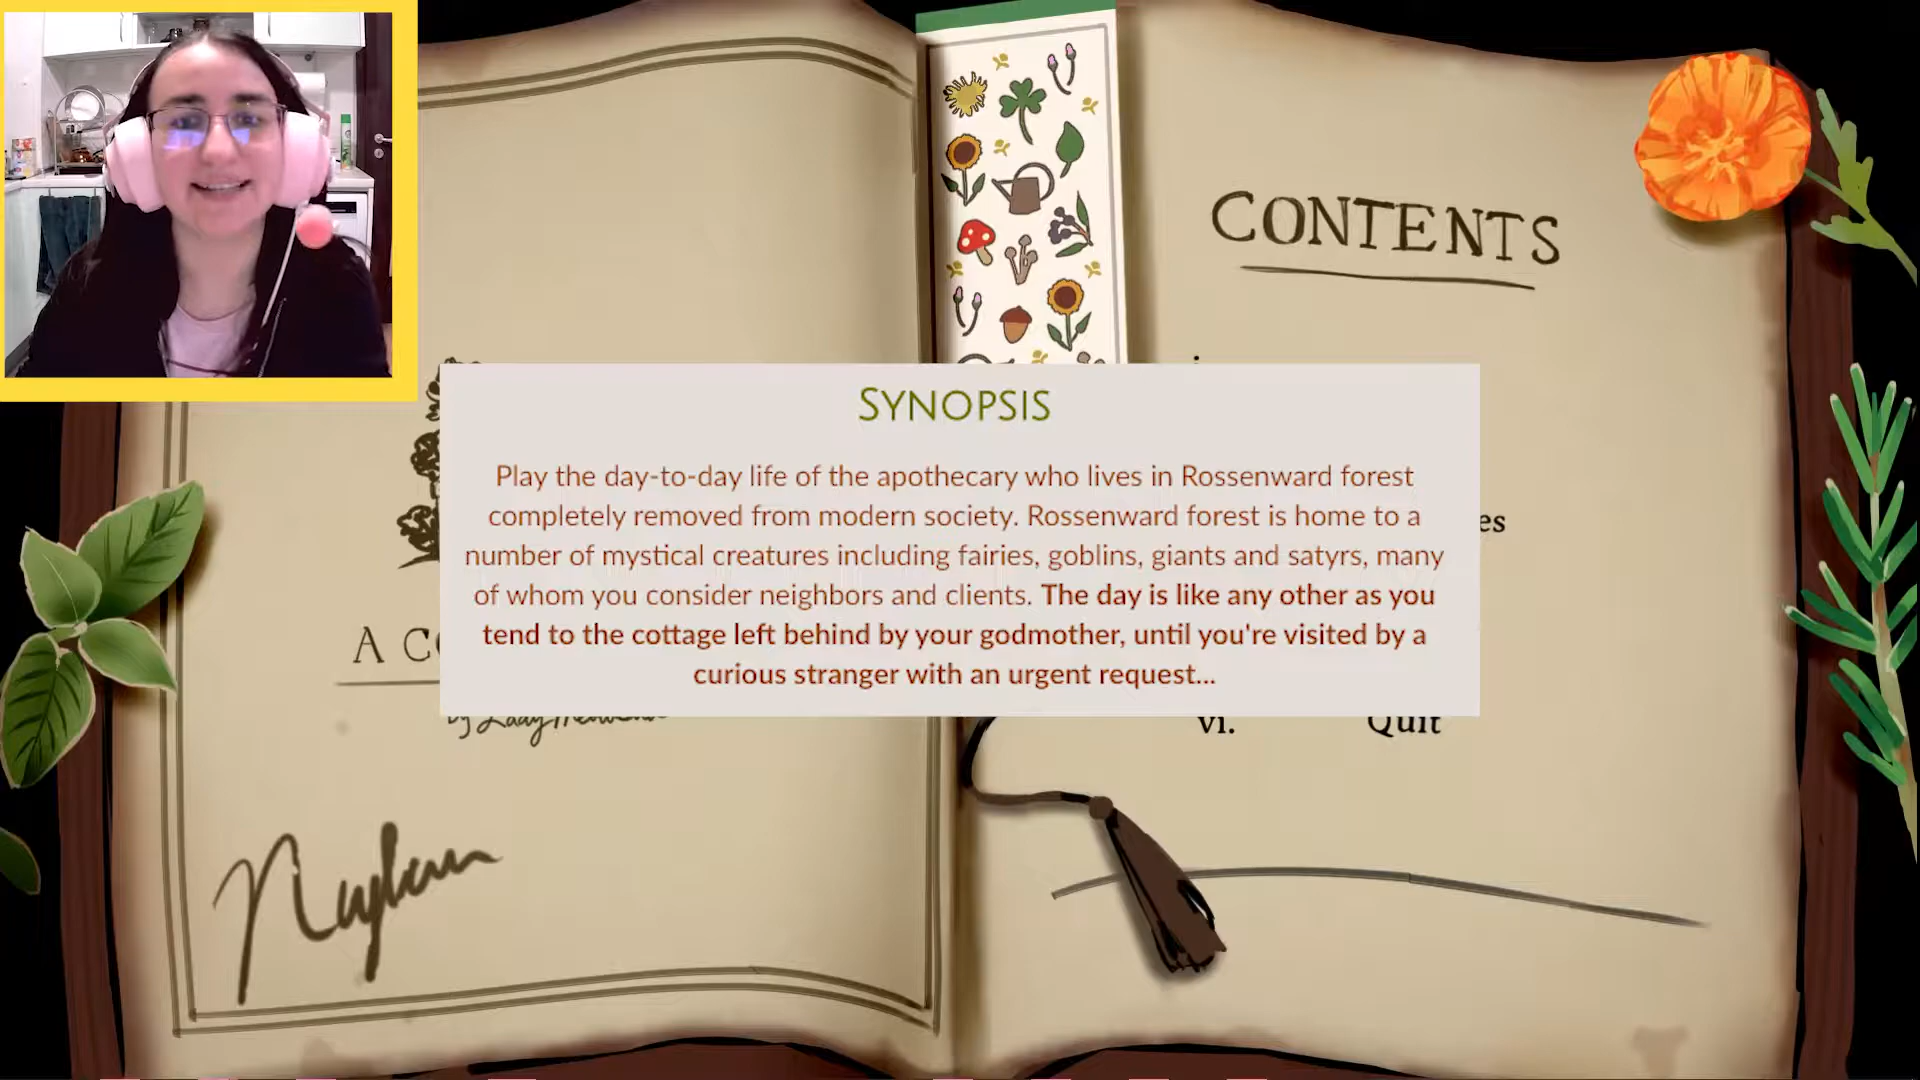 CONTENTS
SYNOPSIS
Play the day-to-day life of the apothecary who lives in Rossenward forest
completely removed from modern society. Rossenward forest is home to a
number of mystical creatures including fairies, goblins, giants and satyrs, many
of whom you consider neighbors and clients. The day is like any other as you
tend to the cottage left behind by your godmother, until you're visited by a
curious stranger with an urgent request...
A
by Lady
vi. Quit